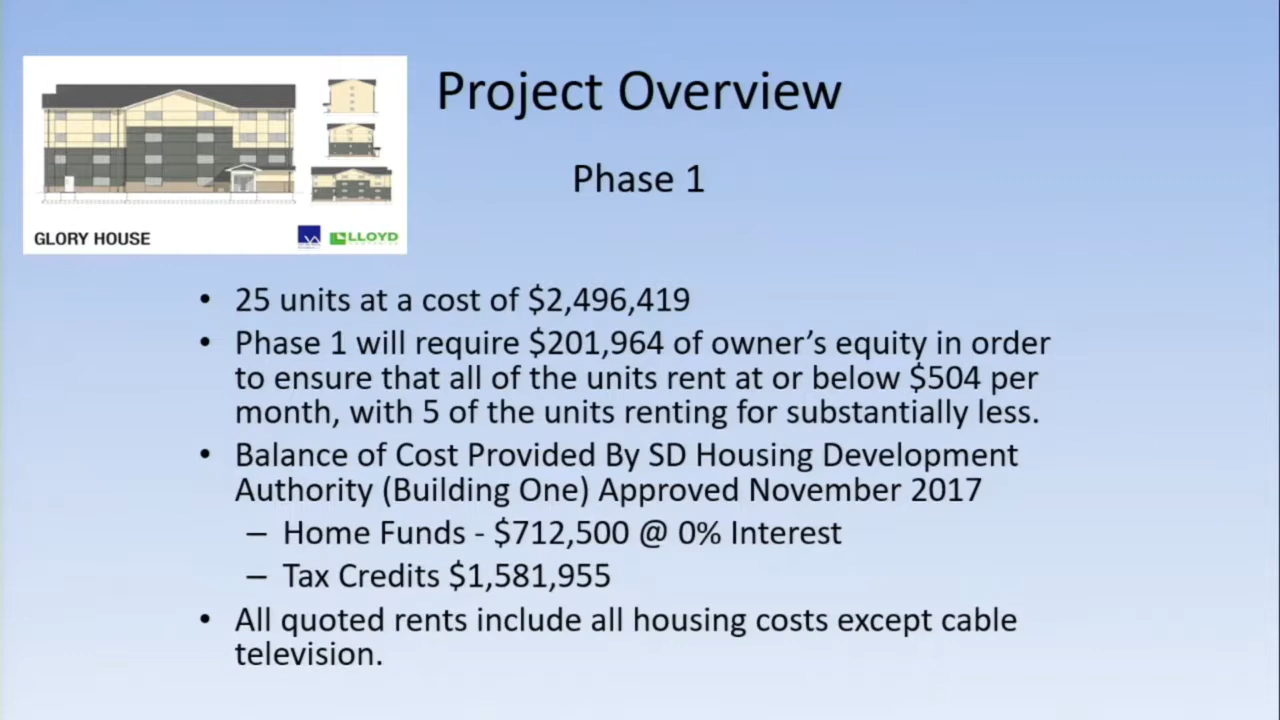 Project Overview
Phase 1
GLORY HOUSE
LLOYD
• 25 units at a cost of $2,496,419
• Phase 1 will require $201,964 of owner's equity in order
to ensure that all of the units rent at or below $504 per
month, with 5 of the units renting for substantially less.
• Balance of Cost Provided By SD Housing Development
Authority (Building One) Approved November 2017
– Home Funds - $712,500 @ 0% Interest
– Tax Credits $1,581,955
• All quoted rents include all housing costs except cable
television.